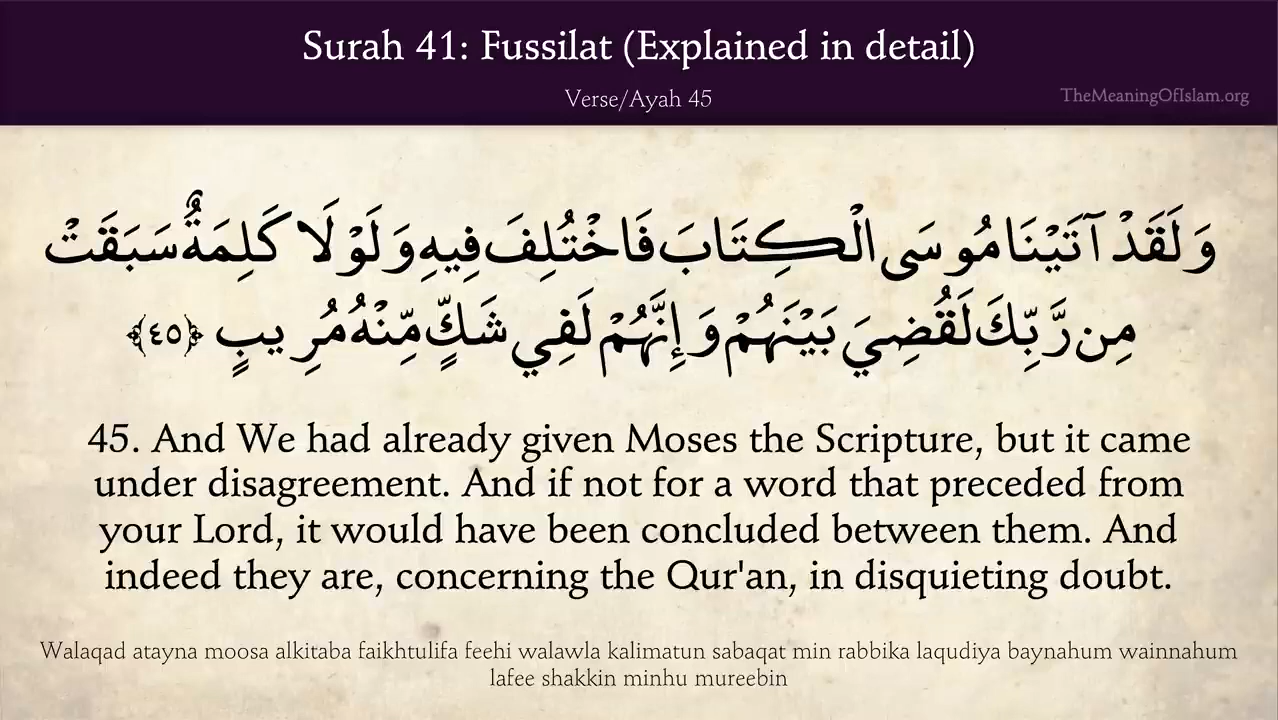 Surah 41: Fussilat (Explained in detail)
Verse/Ayah 45
TheMeaningOfIslam.org
وَلَقَدْ آتَيْنَا مُوسَى الْكِتَابَ فَاخْتُلِفَ فِيهِ وَلَوْلَا كَلِمَةٌ سَبَقَتْ
مِن رَّبِّكَ لَقُضِيَ بَيْنَهُمْ وَإِنَّهُمْ لَفِي شَكٍّ مِّنْهُ مُرِيبٍ ﴿٤٥﴾
45. And We had already given Moses the Scripture, but it came
under disagreement. And if not for a word that preceded from
your Lord, it would have been concluded between them. And
indeed they are, concerning the Qur'an, in disquieting doubt.
Walaqad atayna moosa alkitaba faikhtulifa feehi walawla kalimatun sabaqat min rabbika laqudiya baynahum wainnahum
lafee shakkin minhu mureebin